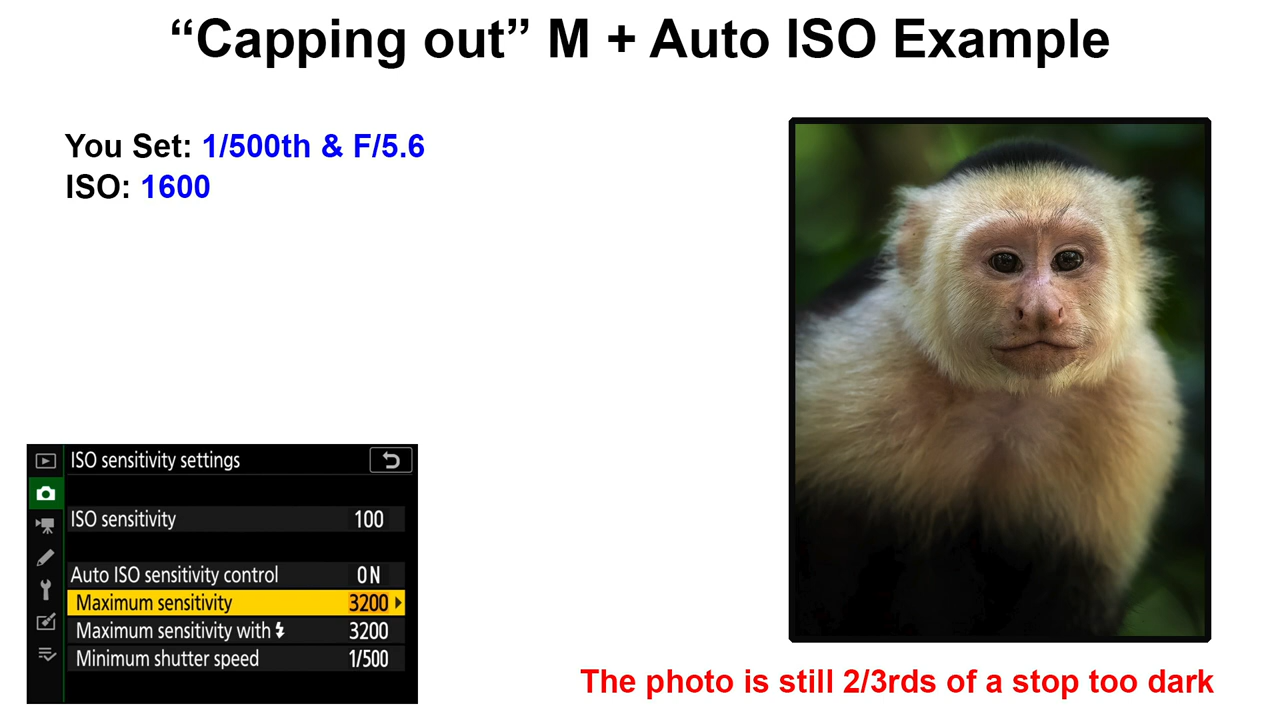 “Capping out” M + Auto ISO Example
You Set: 1/500th & F/5.6
ISO: 1600
ISO sensitivity settings
ISO sensitivity 100
Auto ISO sensitivity control ON
Maximum sensitivity 3200
Maximum sensitivity with 3200
Minimum shutter speed 1/500
The photo is still 2/3rds of a stop too dark